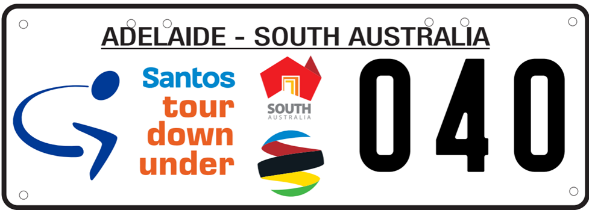 ADELAIDE - SOUTH AUSTRALIA
Santos
tour
down
under
SOUTH
AUSTRALIA
040